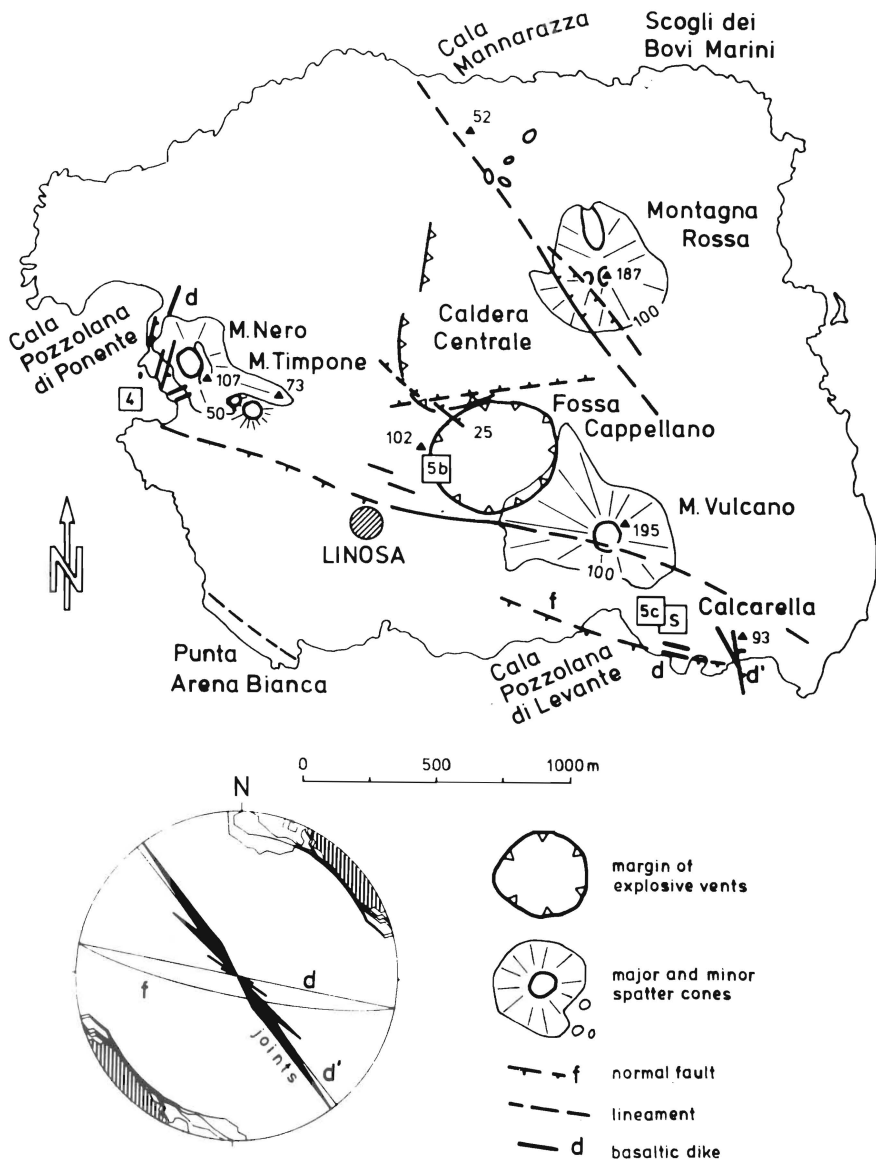 Cala
Mannarazza
Scogli dei
Bovi Marini
52
Montagna
Rossa
187
100
d
Cala
Pozzolana
di Ponente
M. Nero
M. Timpone
107
73
50
4
Caldera
Centrale
Fossa
Cappellano
25
102
5b
M. Vulcano
195
100
LINOSA
N
f
5c
S
Calcarella
93
d
d'
Cala
Pozzolana
di Levante
Punta
Arena Bianca
0 500 1000 m
N
d
f
joints
d'
margin of
explosive vents
major and minor
spatter cones
f normal fault
lineament
d basaltic dike